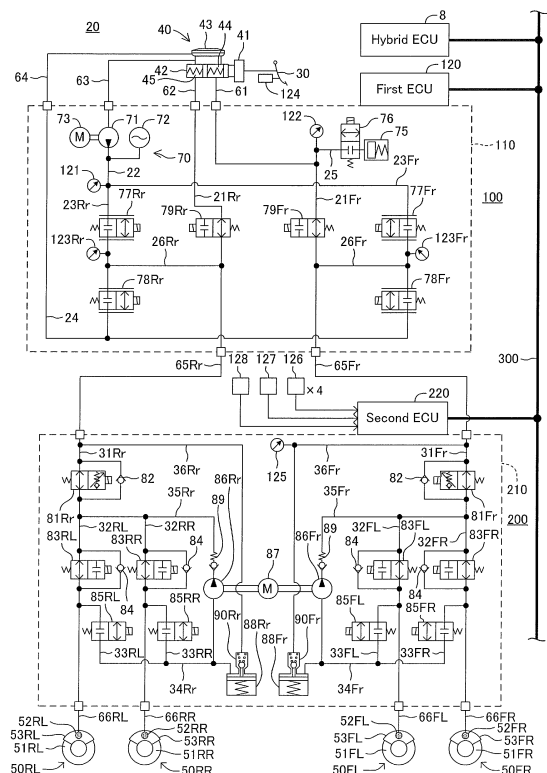 20
40
43
44
41
8
Hybrid ECU
64
63
42
45
62
61
30
124
120
First ECU
73
M
71
72
122
76
75
70
110
121
22
25
23Fr
77Rr
21Rr
21Fr
77Fr
100
23Rr
79Rr
79Fr
123Rr
123Fr
26Rr
26Fr
78Rr
78Fr
24
65Rr
128
127
126
65Fr
300
×4
220
Second ECU
31Rr
36Rr
125
36Fr
31Fr
210
82
86Rr
82
35Rr
89
35Fr
200
81Rr
86Fr
89
81Fr
32RL
32RR
32FL
83FL
83RL
83RR
84
87
84
32FR
83FR
M
84
84
85RL
85RR
90Rr
90Fr
85FL
85FR
88Rr
88Fr
33RL
33RR
33FL
33FR
34Rr
34Fr
66RL
66RR
66FL
66FR
52RL
52RR
52FL
52FR
53RL
53RR
53FL
53FR
51RL
51RR
51FL
51FR
50RL
50RR
50FL
50FR